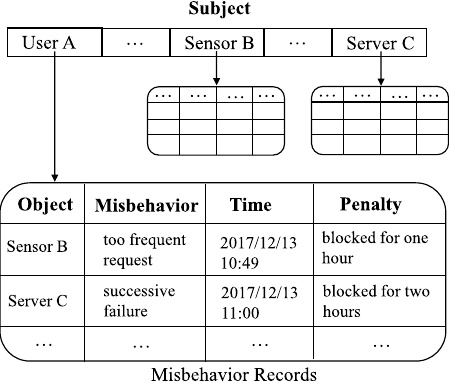 Subject
User A ... Sensor B ... Server C
... ... ... ... ... ... ... ...
Object Misbehavior Time Penalty
Sensor B too frequent request 2017/12/13 10:49 blocked for one hour
Server C successive failure 2017/12/13 11:00 blocked for two hours
... ... ... ...
Misbehavior Records